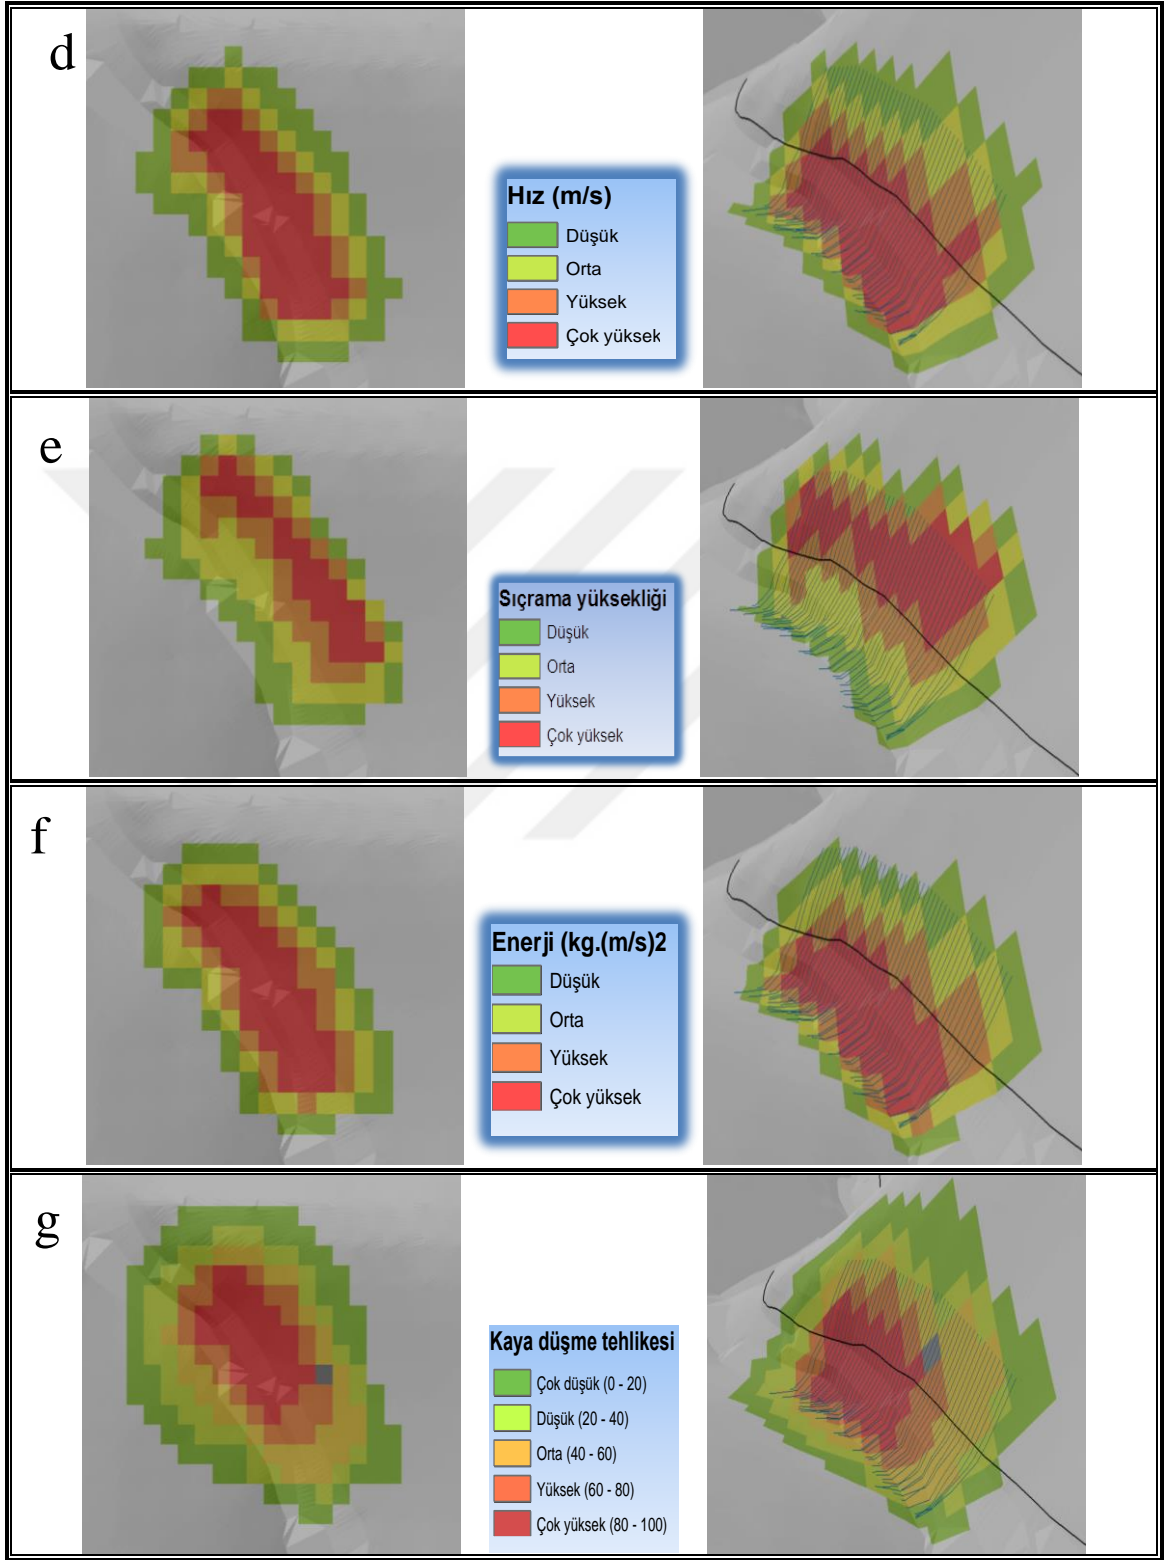 d
Hız (m/s)
Düşük
Orta
Yüksek
Çok yüksek
e
Sıçrama yüksekliği
Düşük
Orta
Yüksek
Çok yüksek
f
Enerji (kg.(m/s)2
Düşük
Orta
Yüksek
Çok yüksek
g
Kaya düşme tehlikesi
Çok düşük (0 - 20)
Düşük (20 - 40)
Orta (40 - 60)
Yüksek (60 - 80)
Çok yüksek (80 - 100)